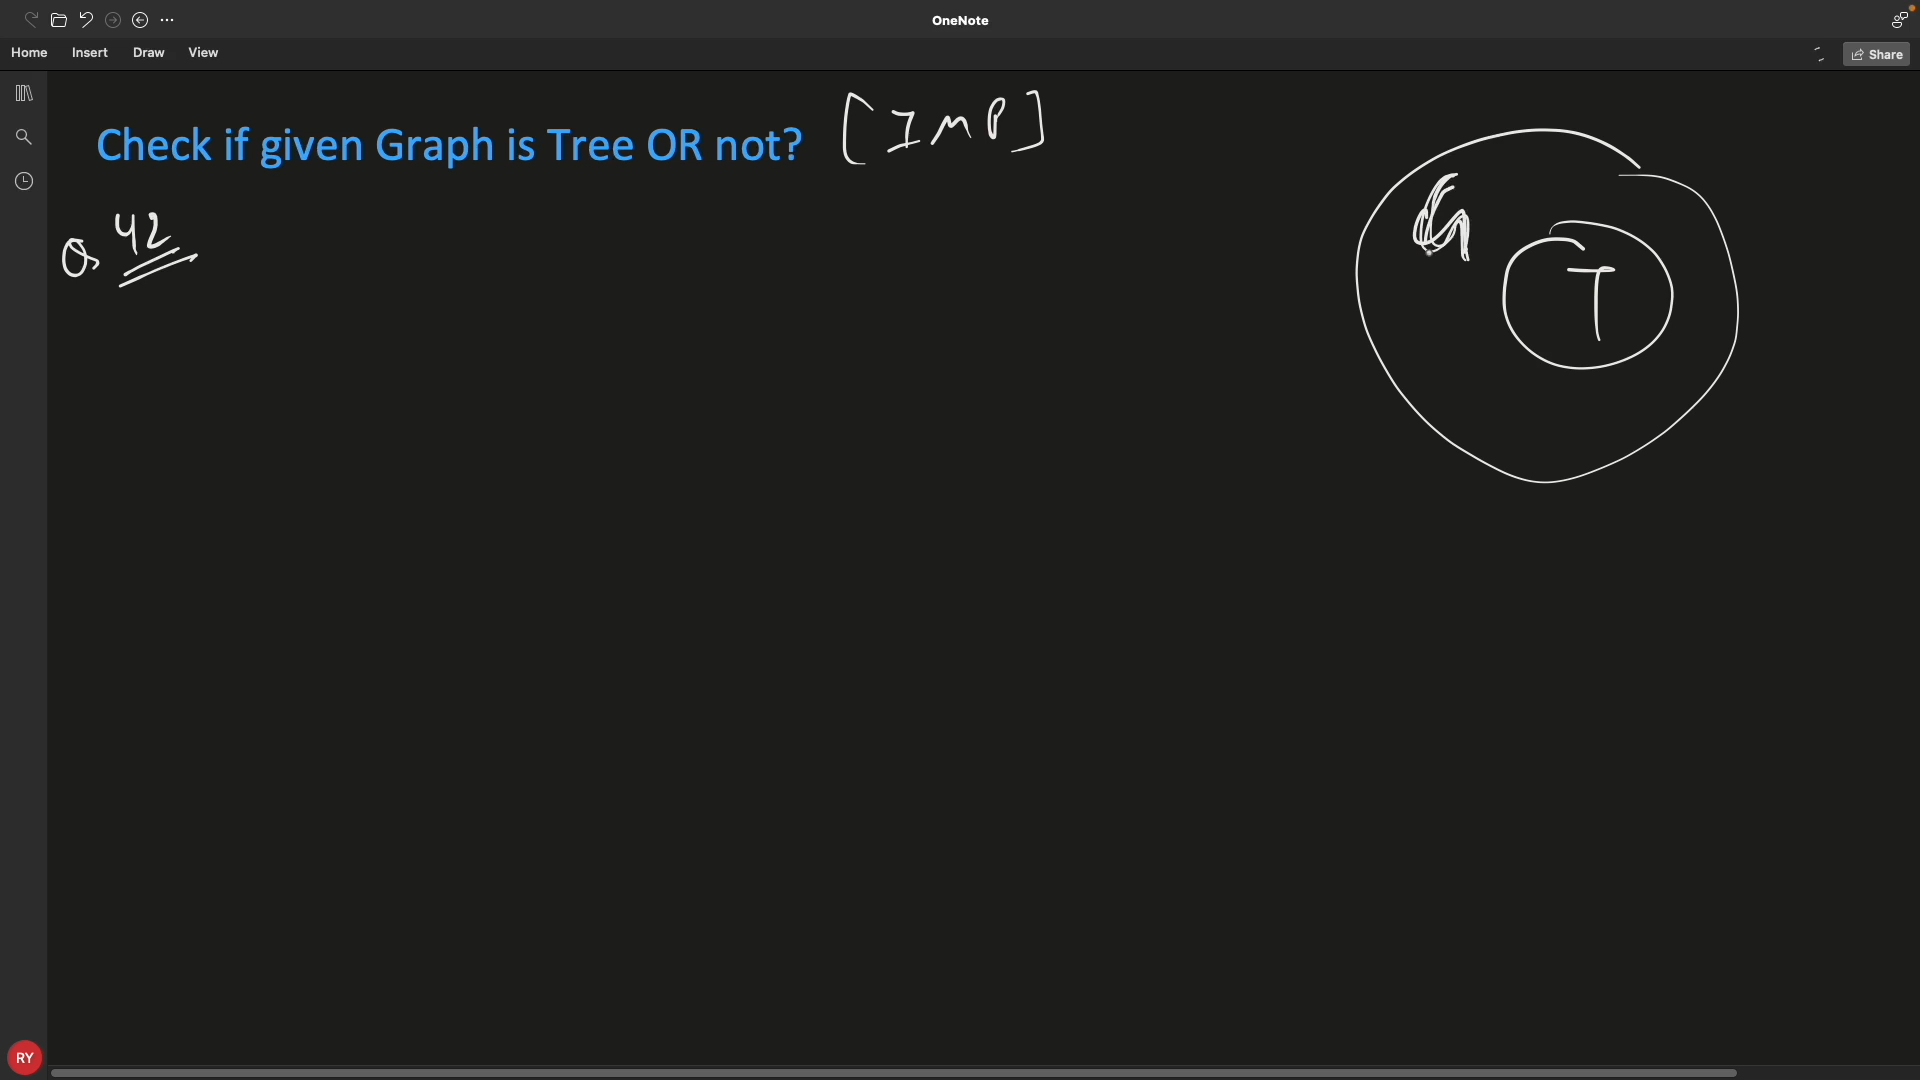 OneNote
Home Insert Draw View
Share
Check if given Graph is Tree OR not? [IMP]
Q. 42
G
T
RY